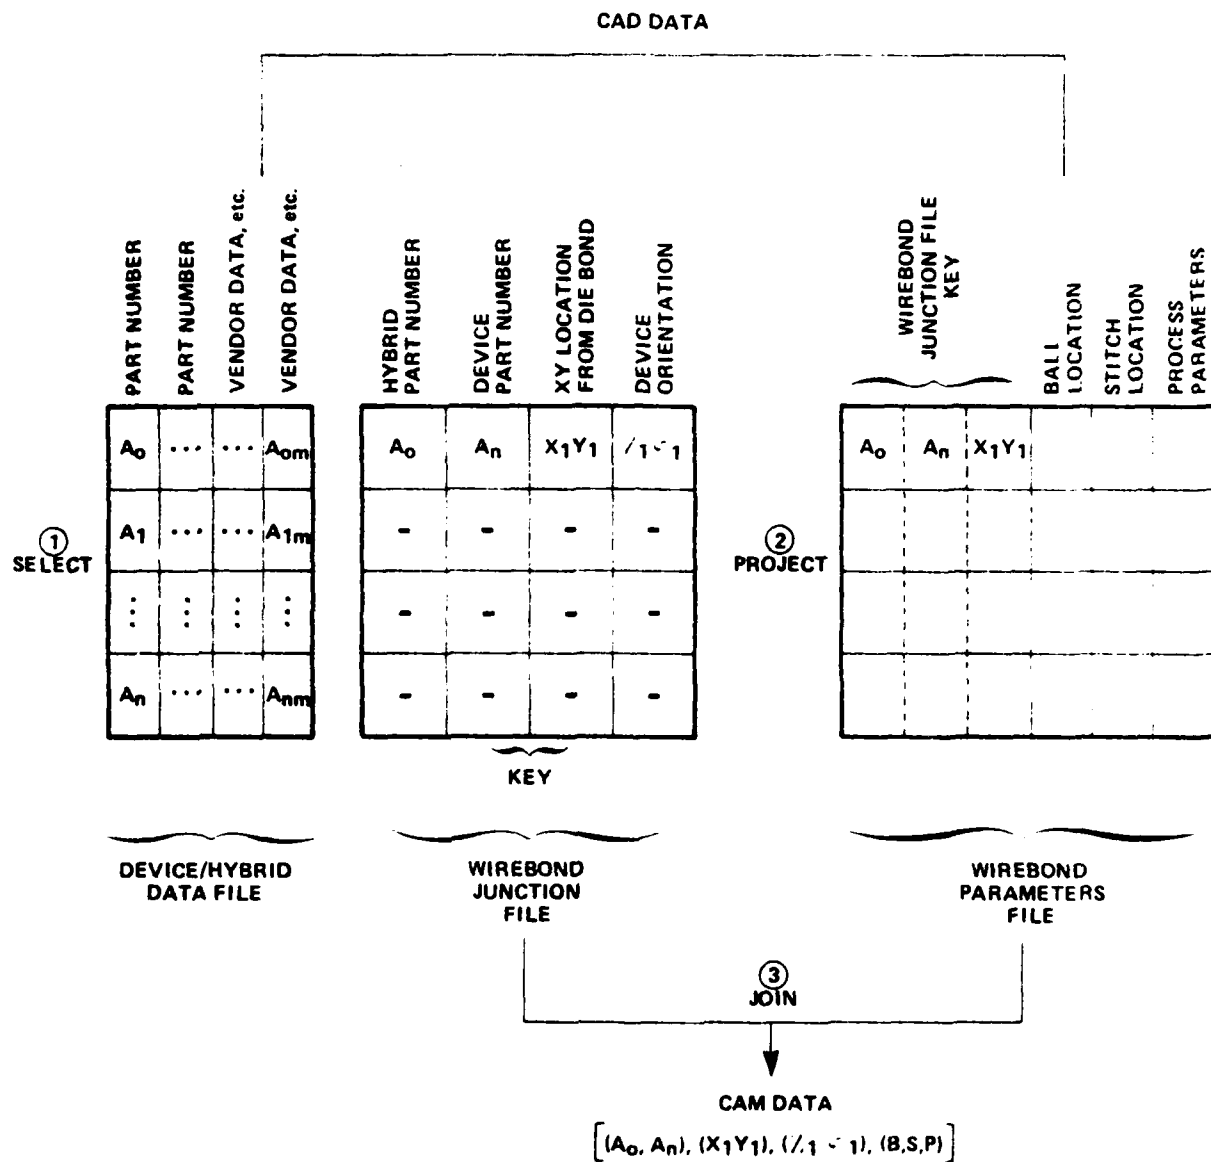 CAD DATA
PART NUMBER
PART NUMBER
VENDOR DATA, etc.
VENDOR DATA, etc.
HYBRID
PART NUMBER
DEVICE
PART NUMBER
XY LOCATION
FROM DIE BOND
DEVICE
ORIENTATION
WIREBOND
JUNCTION FILE
KEY
BALL
LOCATION
STITCH
LOCATION
PROCESS
PARAMETERS
Ao ... ... Aom
Ao An X1Y1
Ao An X1Y1
① SELECT
A1 ... ... A1m
- - - -
② PROJECT
⋮ ⋮ ⋮ ⋮
- - - -
An ... ... Anm
- - - -
KEY
DEVICE/HYBRID
DATA FILE
WIREBOND
JUNCTION
FILE
WIREBOND
PARAMETERS
FILE
③
JOIN
CAM DATA
[(Ao, An), (X1Y1), (B,S,P)]